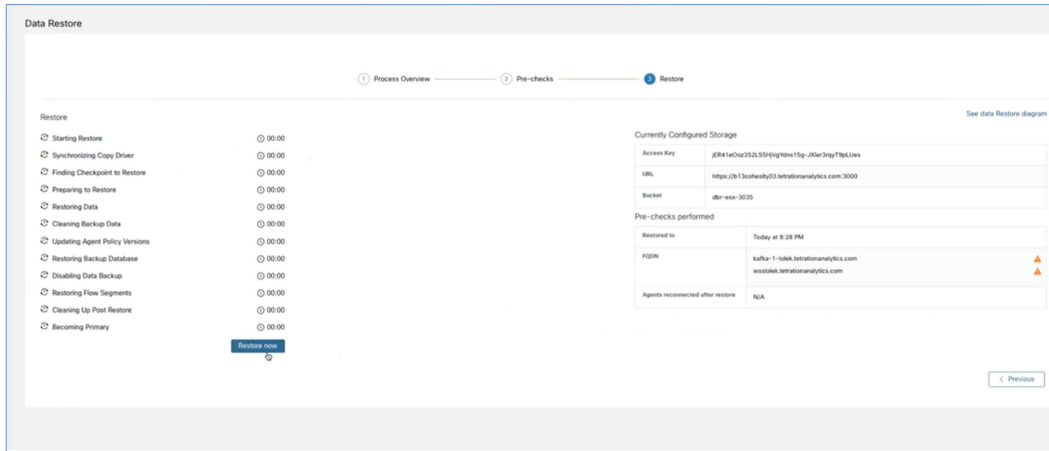 Data Restore
1 Process Overview 2 Pre-checks 3 Restore
See data Restore diagram
Restore
Starting Restore 00:00
Synchronizing Copy Driver 00:00
Finding Checkpoint to Restore 00:00
Preparing to Restore 00:00
Restoring Data 00:00
Cleaning Backup Data 00:00
Updating Agent Policy Versions 00:00
Restoring Backup Database 00:00
Disabling Data Backup 00:00
Restoring Flow Segments 00:00
Cleaning Up Post Restore 00:00
Becoming Primary 00:00
Restore now
Currently Configured Storage
Access Key
URL https://b13cohesity03.tetrationanalytics.com:3000
Bucket dbr-esx-3035
Pre-checks performed
Restored to Today at 8:28 PM
FQDN kafka-1-lolek.tetrationanalytics.com
wsslolek.tetrationanalytics.com
Agents reconnected after restore N/A
< Previous